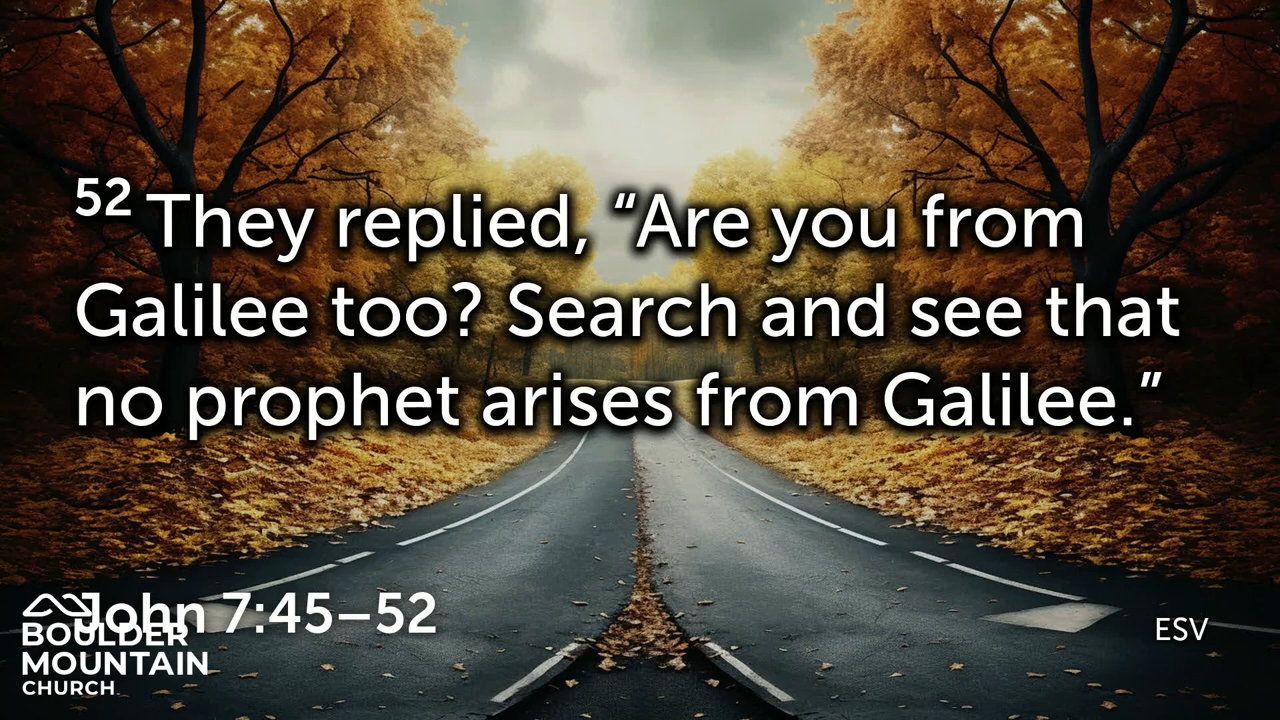 52 They replied, “Are you from
Galilee too? Search and see that
no prophet arises from Galilee.”
John 7:45–52
BOULDER
MOUNTAIN
CHURCH
ESV